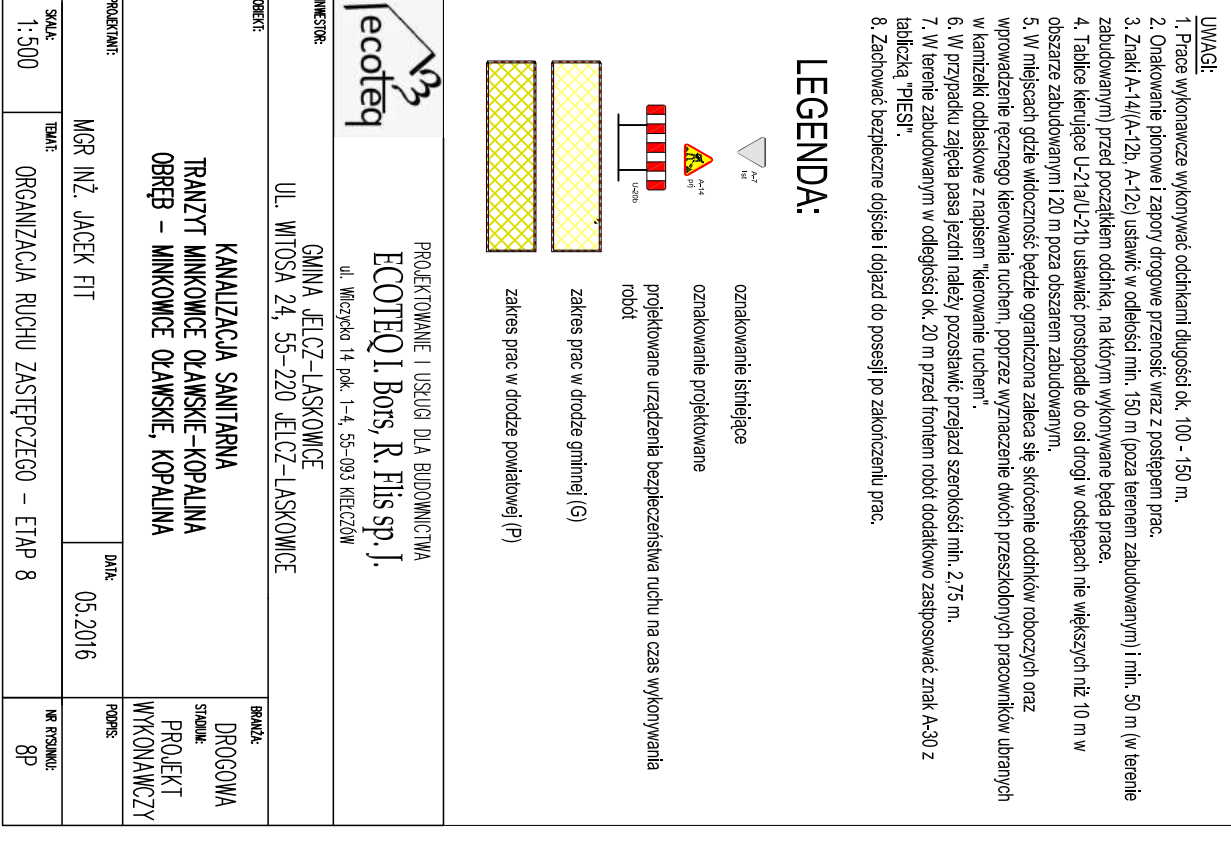 UWAGI:
1. Prace wykonawcze wykonywać odcinkami długości ok. 100 - 150 m.
2. Onakowanie pionowe i zapory drogowe przenosić wraz z postępem prac.
3. Znaki A-14/(A-12b, A-12c) ustawić w odlełości min. 150 m (poza terenem zabudowanym) i min. 50 m (w terenie
zabudowanym) przed początkiem odcinka, na którym wykonywane będa prace.
4. Tablice kierujące U-21a/U-21b ustawiać prostopadle do osi drogi w odstępach nie większych niż 10 m w
obszarze zabudowanym i 20 m poza obszarem zabudowanym.
5. W miejscach gdzie widoczność będzie ograniczona zaleca się skrócenie odcinków roboczych oraz
wprowadzenie ręcznego kierowania ruchem, poprzez wyznaczenie dwóch przeszkolonych pracowników ubranych
w kamizelki odblaskowe z napisem "kierowanie ruchem".
6. W przypadku zajęcia pasa jezdni należy pozostawić przejazd szerokośći min. 2,75 m.
7. W terenie zabudowanym w odległości ok. 20 m przed frontem robót dodatkowo zastposować znak A-30 z
tabliczką "PIESI".
8. Zachować bezpieczne dojście i dojazd do posesji po zakończeniu prac.
LEGENDA:
A-7
ist
oznakowanie istniejące
A-14
prj
oznakowanie projektowane
U-20b
projektowane urządzenia bezpieczeństwa ruchu na czas wykonywania
robót
zakres prac w drodze gminnej (G)
zakres prac w drodze powiatowej (P)
ecoteq
PROJEKTOWANIE I USŁUGI DLA BUDOWNICTWA
ECOTEQ I. Bors, R. Flis sp. J.
ul. Wilczycka 14 pok. 1-4, 55-093 KIEŁCZÓW
INWESTOR:
GMINA JELCZ-LASKOWICE
UL. WITOSA 24, 55-220 JELCZ-LASKOWICE
OBIEKT:
KANALIZACJA SANITARNA
TRANZYT MINKOWICE OŁAWSKIE-KOPALINA
OBRĘB - MINKOWICE OŁAWSKIE, KOPALINA
BRANŻA:
DROGOWA
STADIUM:
PROJEKT
WYKONAWCZY
PROJEKTANT:
MGR INŻ. JACEK FIT
DATA:
05.2016
PODPIS:
SKALA:
1:500
TEMAT:
ORGANIZACJA RUCHU ZASTĘPCZEGO - ETAP 8
NR RYSUNKU:
8P